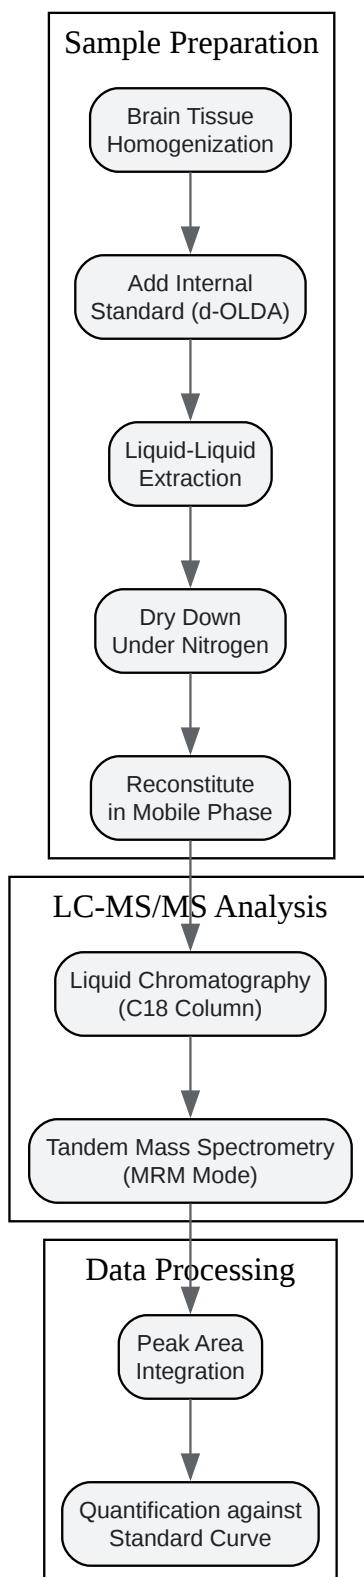 Sample Preparation
Brain Tissue
Homogenization
Add Internal
Standard (d-OLDA)
Liquid-Liquid
Extraction
Dry Down
Under Nitrogen
Reconstitute
in Mobile Phase
LC-MS/MS Analysis
Liquid Chromatography
(C18 Column)
Tandem Mass Spectrometry
(MRM Mode)
Data Processing
Peak Area
Integration
Quantification against
Standard Curve